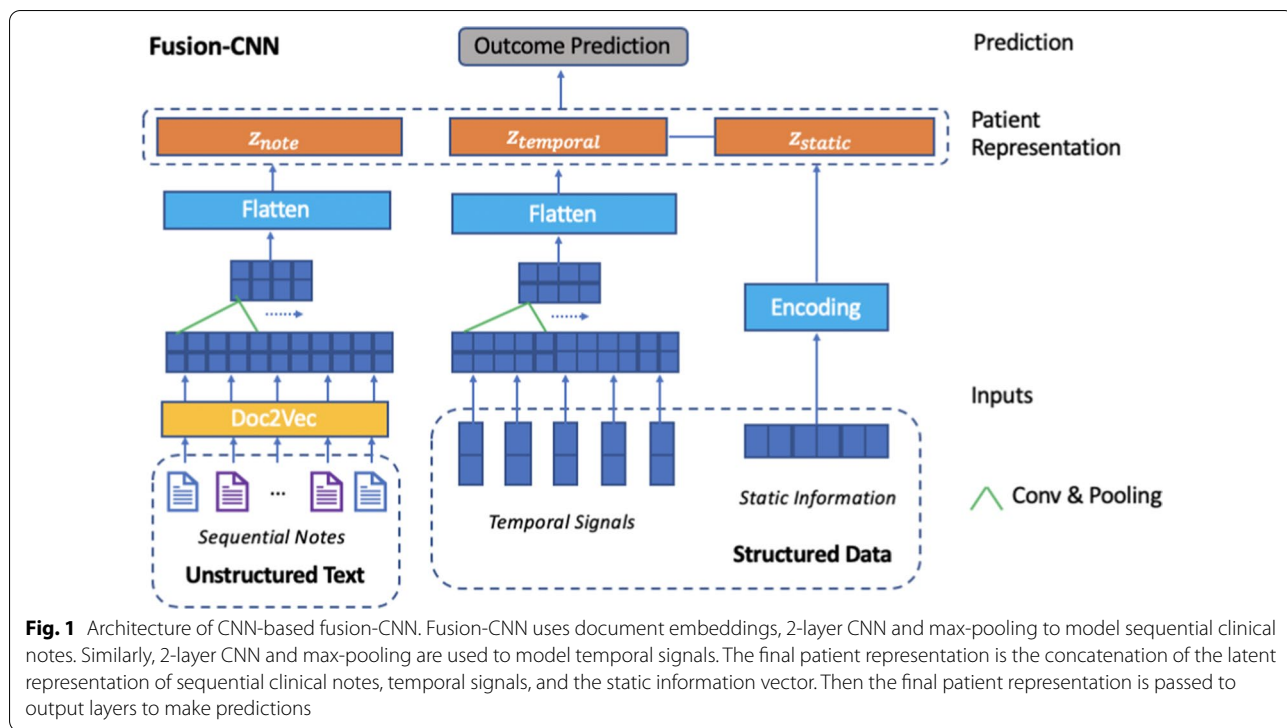 Fusion-CNN
Outcome Prediction
Prediction
z_note
z_temporal
z_static
Patient
Representation
Flatten
Flatten
Encoding
Doc2Vec
Inputs
...
Sequential Notes
Unstructured Text
Temporal Signals
Static Information
Structured Data
Conv & Pooling
Fig. 1 Architecture of CNN-based fusion-CNN. Fusion-CNN uses document embeddings, 2-layer CNN and max-pooling to model sequential clinical
notes. Similarly, 2-layer CNN and max-pooling are used to model temporal signals. The final patient representation is the concatenation of the latent
representation of sequential clinical notes, temporal signals, and the static information vector. Then the final patient representation is passed to
output layers to make predictions